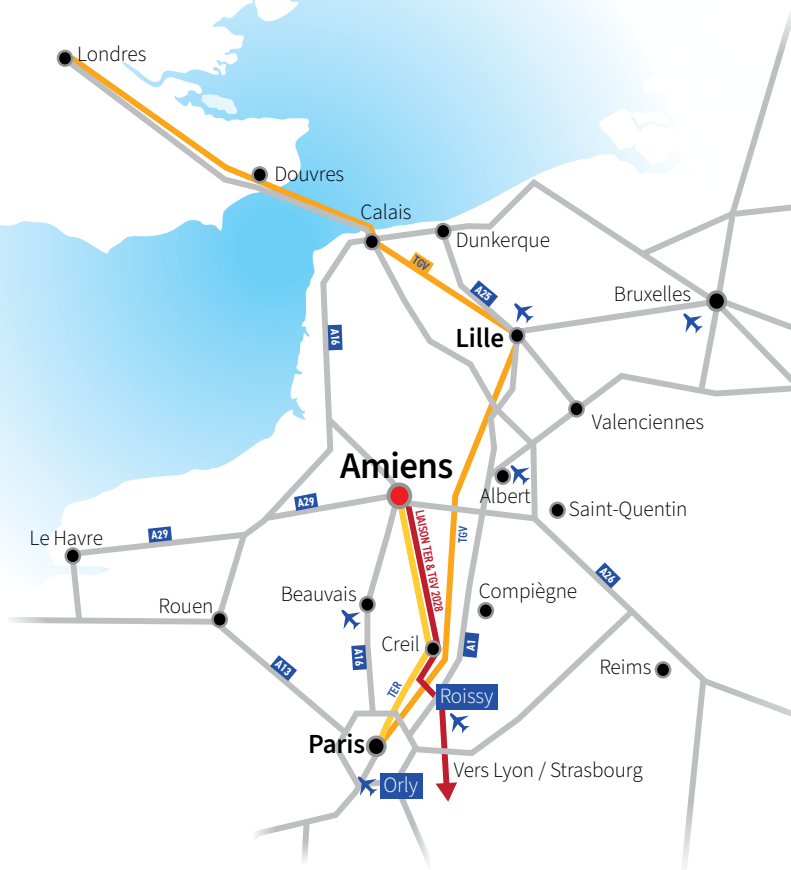 Londres
Douvres
Calais
Dunkerque
TGV
A25
Bruxelles
Lille
A16
Valenciennes
Amiens
Albert
A29
Saint-Quentin
LIAISON TER & TGV 2028
TGV
A29
Le Havre
A26
Beauvais
Compiègne
Rouen
Creil
A1
A16
A13
Reims
TER
Roissy
Paris
Vers Lyon / Strasbourg
Orly